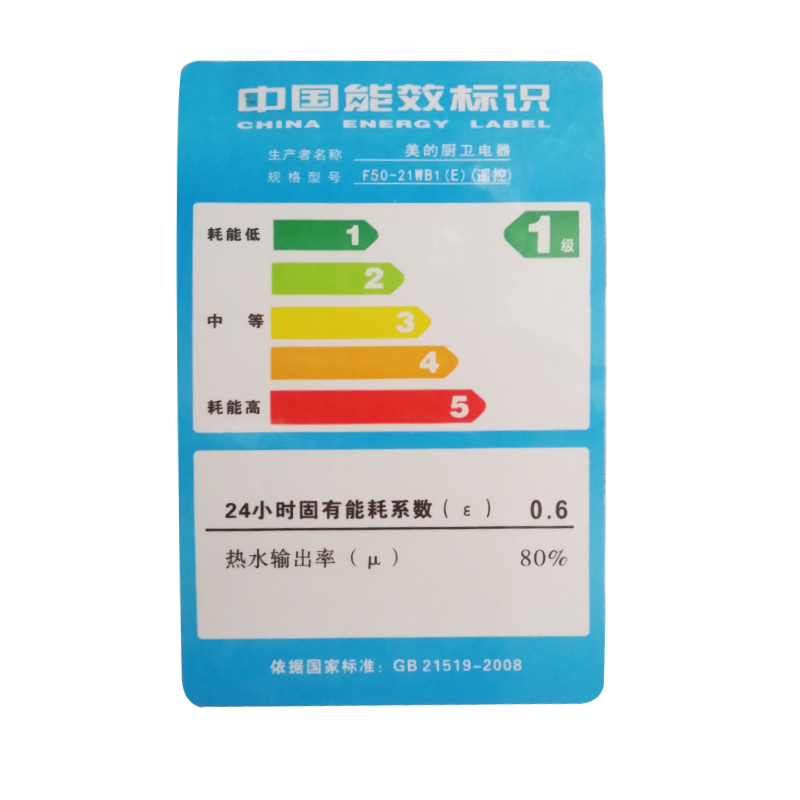 中国能效标识
CHINA ENERGY LABEL
生产者名称 美的厨卫电器
规格型号 F50-21WB1(E)(遥控)
耗能低 1 1级
2
中 等 3
4
耗能高 5
24小时固有能耗系数(ε) 0.6
热水输出率(μ) 80%
依据国家标准: GB 21519-2008